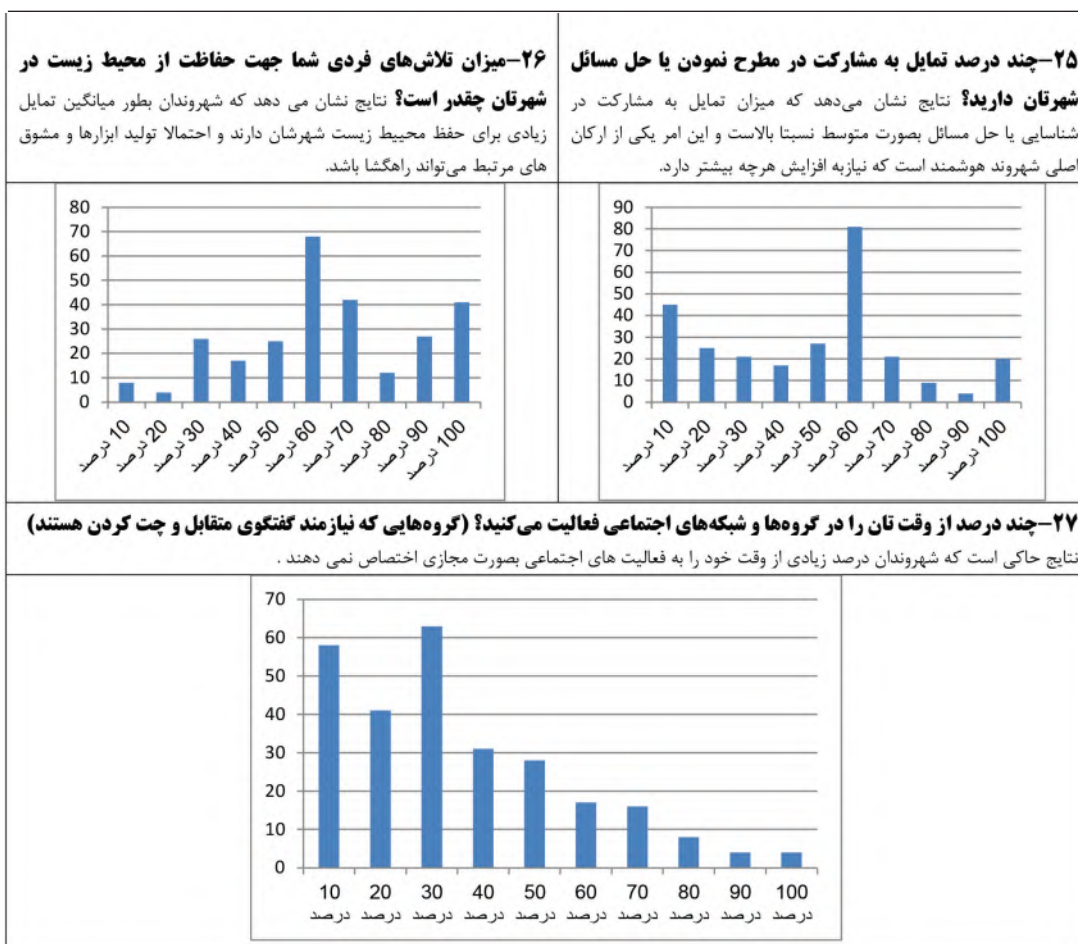 ۲۵-چند درصد تمایل به مشارکت در مطرح نمودن یا حل مسائل
شهرتان دارید؟ نتایج نشان می‌دهد که میزان تمایل به مشارکت در
شناسایی یا حل مسائل بصورت متوسط نسبتا بالاست و این امر یکی از ارکان
اصلی شهروند هوشمند است که نیازبه افزایش هرچه بیشتر دارد.
90
80
70
60
50
40
30
20
10
0
10 درصد
20 درصد
30 درصد
40 درصد
50 درصد
60 درصد
70 درصد
80 درصد
90 درصد
100 درصد
۲۶-میزان تلاش‌های فردی شما جهت حفاظت از محیط زیست در
شهرتان چقدر است؟ نتایج نشان می دهد که شهروندان بطور میانگین تمایل
زیادی برای حفظ محییط زیست شهرشان دارند و احتمالا تولید ابزارها و مشوق
های مرتبط می‌تواند راهگشا باشد.
80
70
60
50
40
30
20
10
0
10 درصد
20 درصد
30 درصد
40 درصد
50 درصد
60 درصد
70 درصد
80 درصد
90 درصد
100 درصد
۲۷-چند درصد از وقت تان را در گروه‌ها و شبکه‌های اجتماعی فعالیت می‌کنید؟ (گروه‌هایی که نیازمند گفتگوی متقابل و چت کردن هستند)
نتایج حاکی است که شهروندان درصد زیادی از وقت خود را به فعالیت های اجتماعی بصورت مجازی اختصاص نمی دهند .
70
60
50
40
30
20
10
0
10 20 30 40 50 60 70 80 90 100
درصد درصد درصد درصد درصد درصد درصد درصد درصد درصد